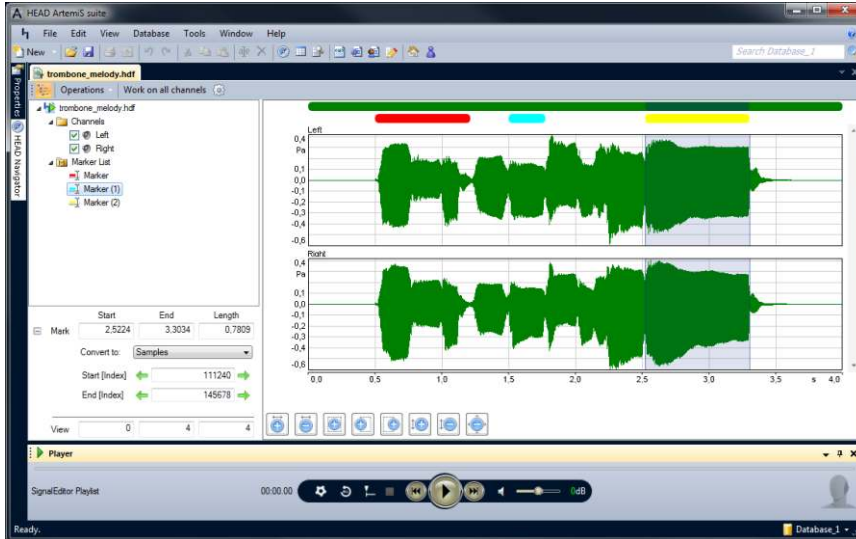 HEAD ArtemiS suite
File Edit View Database Tools Window Help
New Search Database_1
trombone_melody.hdf
Properties
HEAD Navigator
Operations Work on all channels
trombone_melody.hdf
Channels
Left
Right
Marker List
Marker
Marker (1)
Marker (2)
Left
0,4
Pa
0,1
0,0
-0,1
-0,2
-0,3
-0,4
-0,6
Right
0,4
Pa
0,1
0,0
-0,1
-0,2
-0,3
-0,4
-0,6
0,0 0,5 1,0 1,5 2,0 2,5 3,0 3,5 s 4,0
Start End Length
Mark 2,5224 3,3034 0,7809
Convert to: Samples
Start [Index] 111240
End [Index] 145678
View 0 4 4
Player
SignalEditor Playlist 00:00.00 0dB
Ready. Database_1